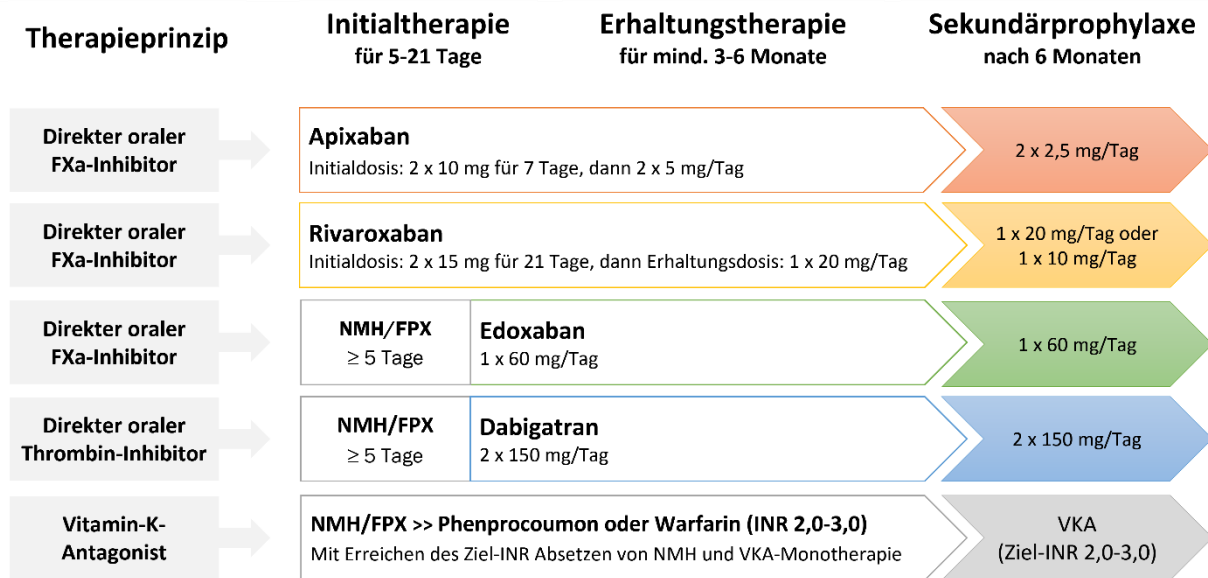 Therapieprinzip
Initialtherapie
für 5-21 Tage
Erhaltungstherapie
für mind. 3-6 Monate
Sekundärprophylaxe
nach 6 Monaten
Direkter oraler
FXa-Inhibitor
Apixaban
Initialdosis: 2 x 10 mg für 7 Tage, dann 2 x 5 mg/Tag
2 x 2,5 mg/Tag
Direkter oraler
FXa-Inhibitor
Rivaroxaban
Initialdosis: 2 x 15 mg für 21 Tage, dann Erhaltungsdosis: 1 x 20 mg/Tag
1 x 20 mg/Tag oder
1 x 10 mg/Tag
Direkter oraler
FXa-Inhibitor
NMH/FPX
≥ 5 Tage
Edoxaban
1 x 60 mg/Tag
1 x 60 mg/Tag
Direkter oraler
Thrombin-Inhibitor
NMH/FPX
≥ 5 Tage
Dabigatran
2 x 150 mg/Tag
2 x 150 mg/Tag
Vitamin-K-
Antagonist
NMH/FPX >> Phenprocoumon oder Warfarin (INR 2,0-3,0)
Mit Erreichen des Ziel-INR Absetzen von NMH und VKA-Monotherapie
VKA
(Ziel-INR 2,0-3,0)